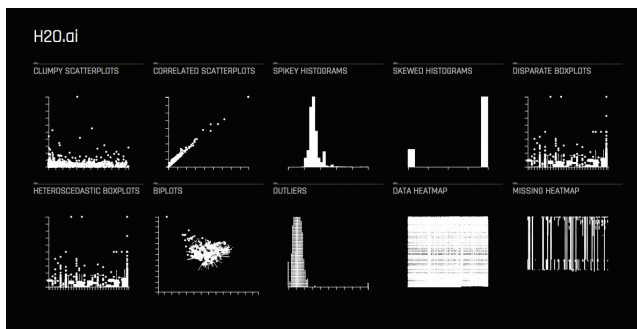 H2O.ai
CLUMPY SCATTERPLOTS
CORRELATED SCATTERPLOTS
SPIKEY HISTOGRAMS
SKEWED HISTOGRAMS
DISPARATE BOXPLOTS
HETEROSCEDASTIC BOXPLOTS
BIPLOTS
OUTLIERS
DATA HEATMAP
MISSING HEATMAP